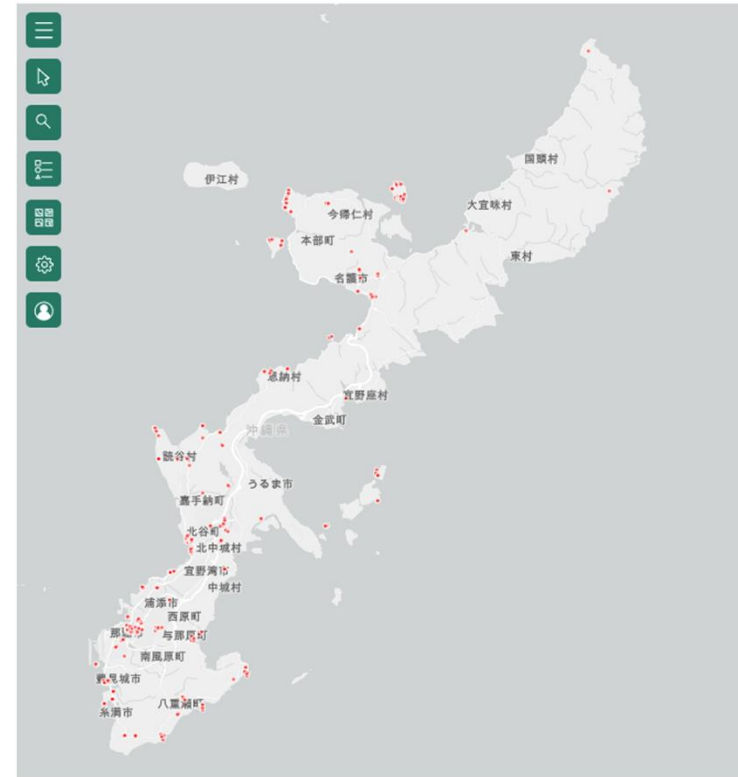 国頭村
伊江村
大宜味村
今帰仁村
本部町
東村
名護市
恩納村
宜野座村
金武町
沖縄県
読谷村
うるま市
嘉手納町
北谷町
北中城村
宜野湾市
中城村
浦添市
西原町
与那原町
南風原町
豊見城市
八重瀬町
糸満市